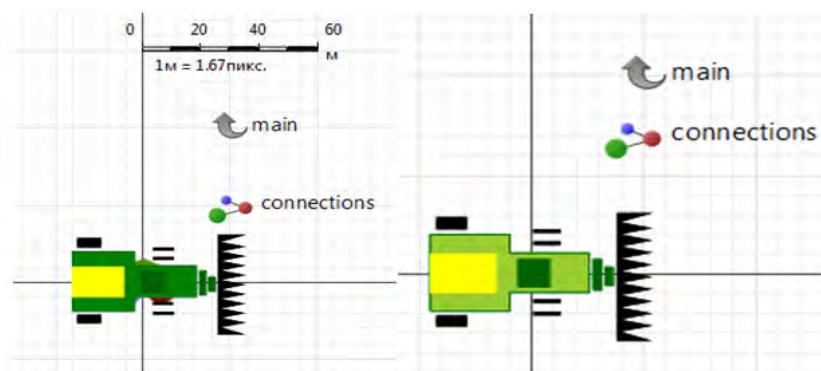 0 20 40 60
м
1м = 1.67пикс.
main
connections
main
connections